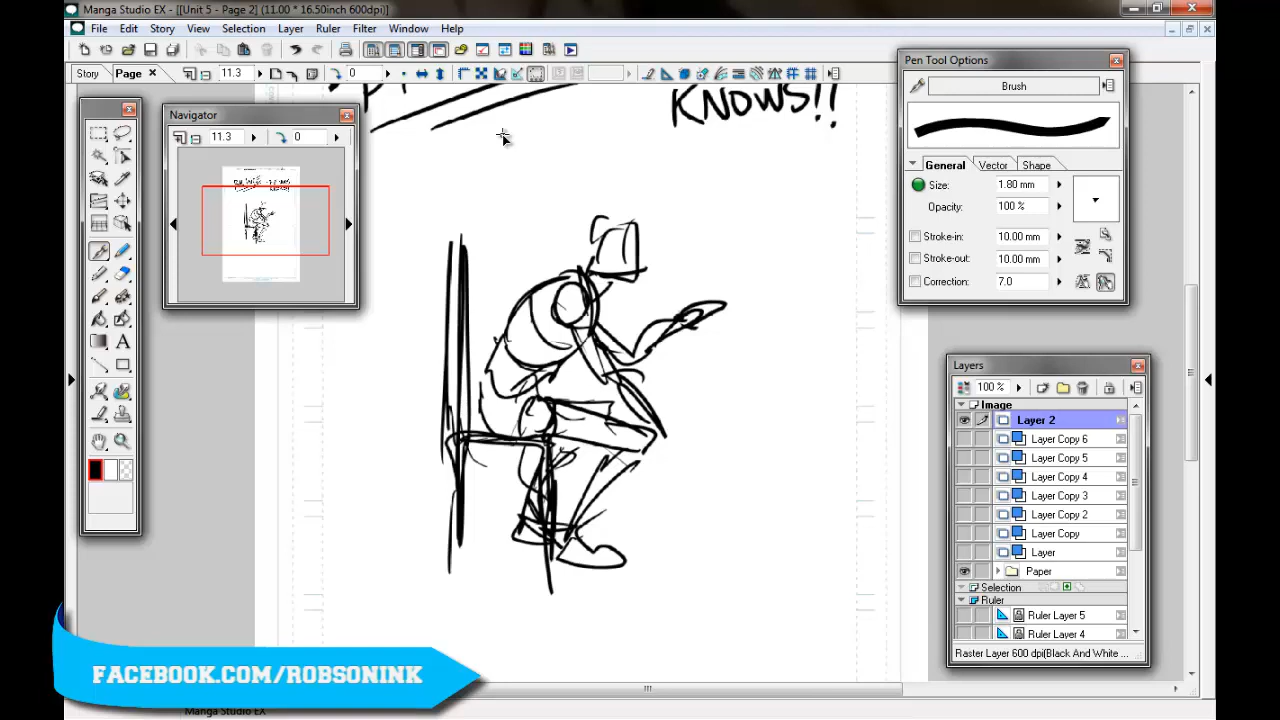 Manga Studio EX - [[Unit 5 - Page 2] (11.00 * 16.50inch 600dpi)]
File Edit Story View Selection Layer Ruler Filter Window Help
Story Page 11.3 0
KNOWS!!
Navigator
11.3 0
Pen Tool Options
Brush
General Vector Shape
Size: 1.80 mm
Opacity: 100 %
Stroke-in: 10.00 mm
Stroke-out: 10.00 mm
Correction: 7.0
Layers
100 %
Image
Layer 2
Layer Copy 6
Layer Copy 5
Layer Copy 4
Layer Copy 3
Layer Copy 2
Layer Copy
Layer
Paper
Selection
Ruler
Ruler Layer 5
Ruler Layer 4
Raster Layer 600 dpi(Black And White ...
FACEBOOK.COM/ROBSONINK
Manga Studio EX